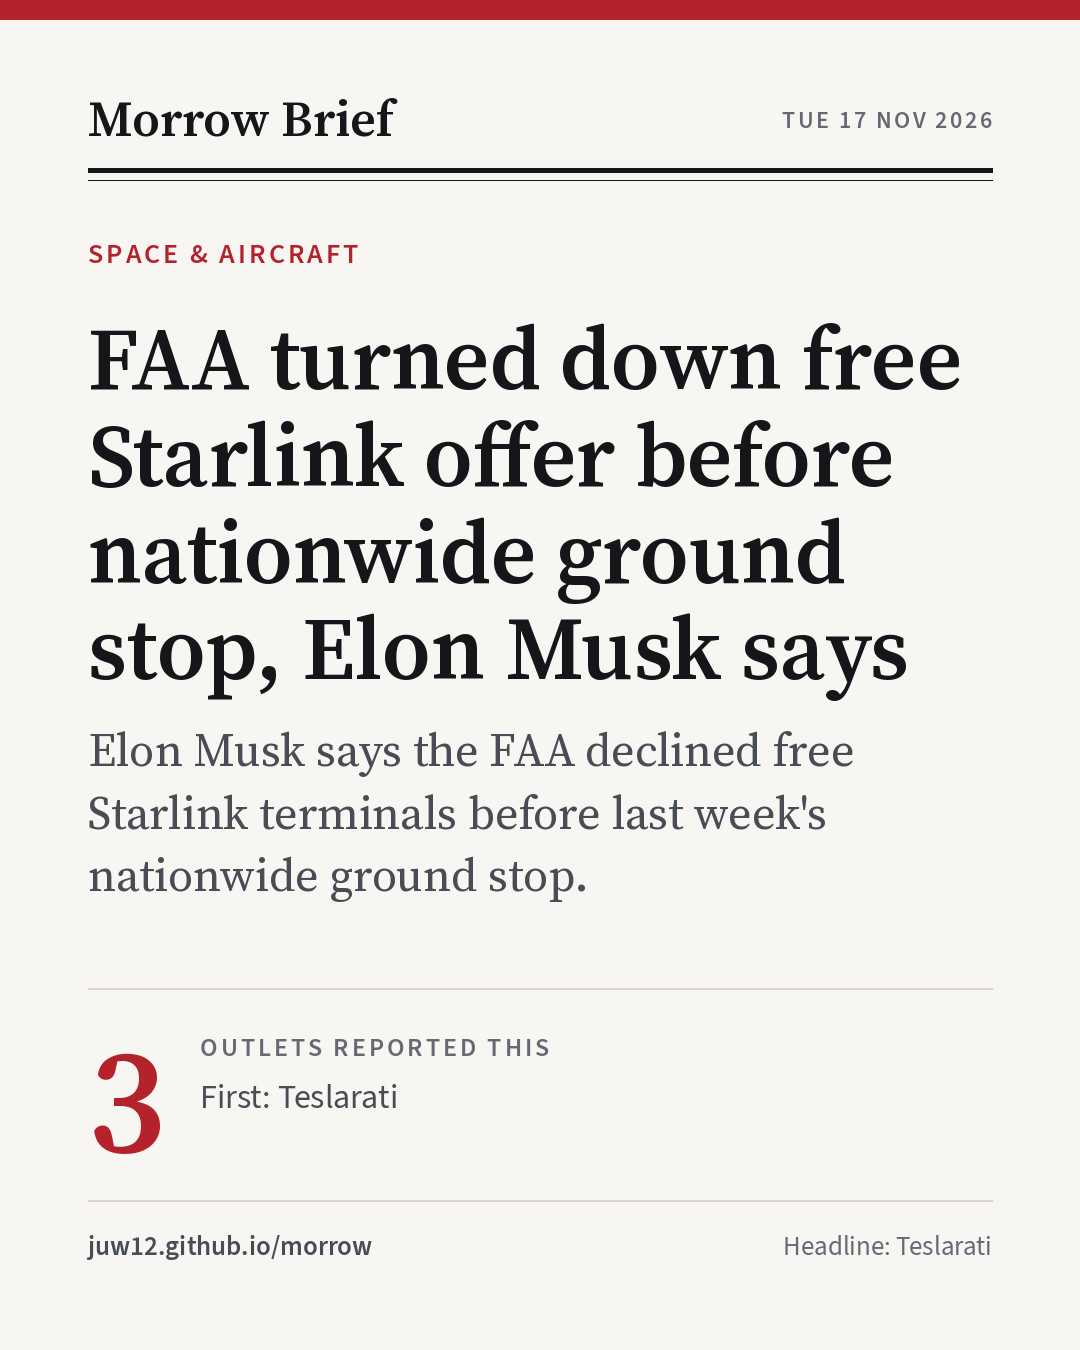 Morrow Brief
TUE 17 NOV 2026
SPACE & AIRCRAFT
FAA turned down free
Starlink offer before
nationwide ground
stop, Elon Musk says
Elon Musk says the FAA declined free
Starlink terminals before last week's
nationwide ground stop.
3
OUTLETS REPORTED THIS
First: Teslarati
juw12.github.io/morrow
Headline: Teslarati